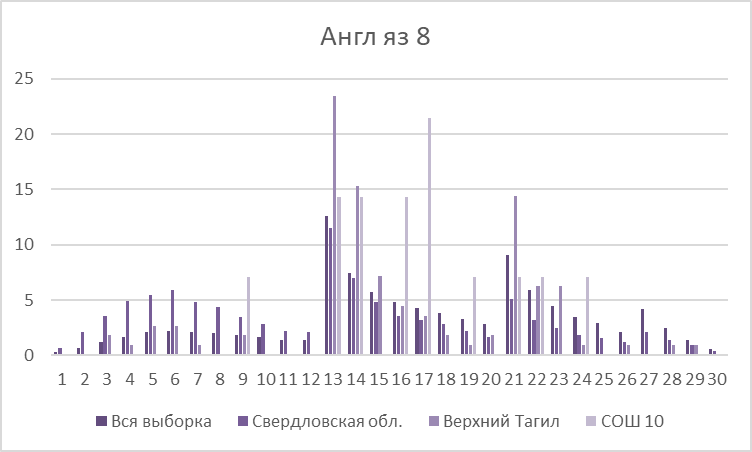 Англ яз 8
25
20
15
10
5
0
1 2 3 4 5 6 7 8 9 10 11 12 13 14 15 16 17 18 19 20 21 22 23 24 25 26 27 28 29 30
Вся выборка Свердловская обл. Верхний Тагил СОШ 10